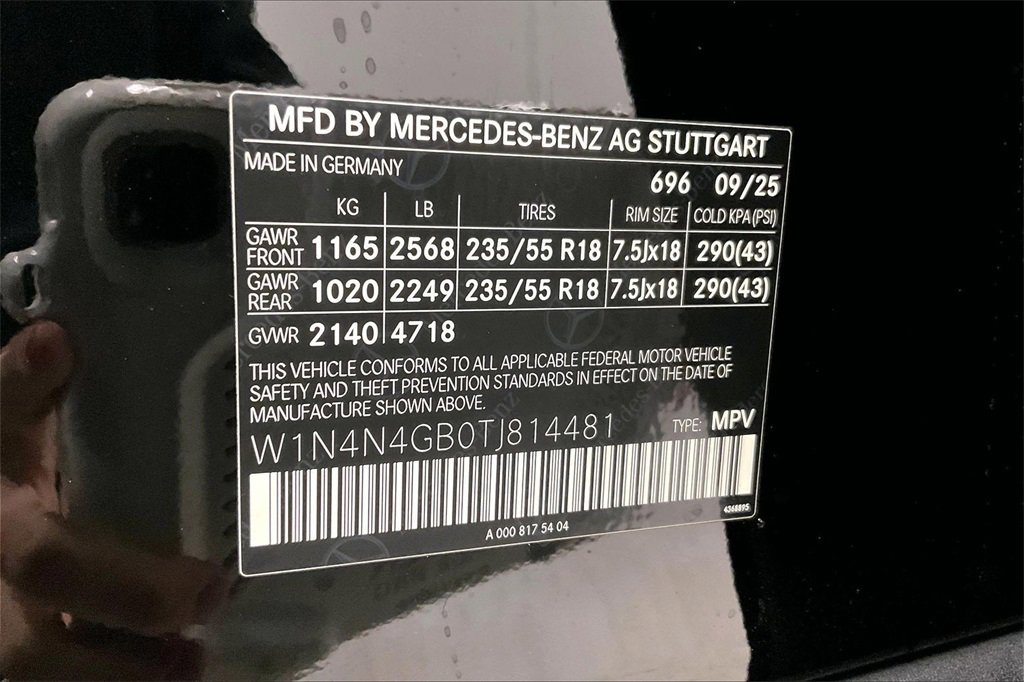 MFD BY MERCEDES-BENZ AG STUTTGART
MADE IN GERMANY
696 09/25
KG LB TIRES RIM SIZE COLD KPA(PSI)
GAWR FRONT 1165 2568 235/55 R18 7.5Jx18 290(43)
GAWR REAR 1020 2249 235/55 R18 7.5Jx18 290(43)
GVWR 2140 4718
THIS VEHICLE CONFORMS TO ALL APPLICABLE FEDERAL MOTOR VEHICLE
SAFETY AND THEFT PREVENTION STANDARDS IN EFFECT ON THE DATE OF
MANUFACTURE SHOWN ABOVE.
W1N4N4GB0TJ814481 TYPE: MPV
4368895
A 000 817 54 04